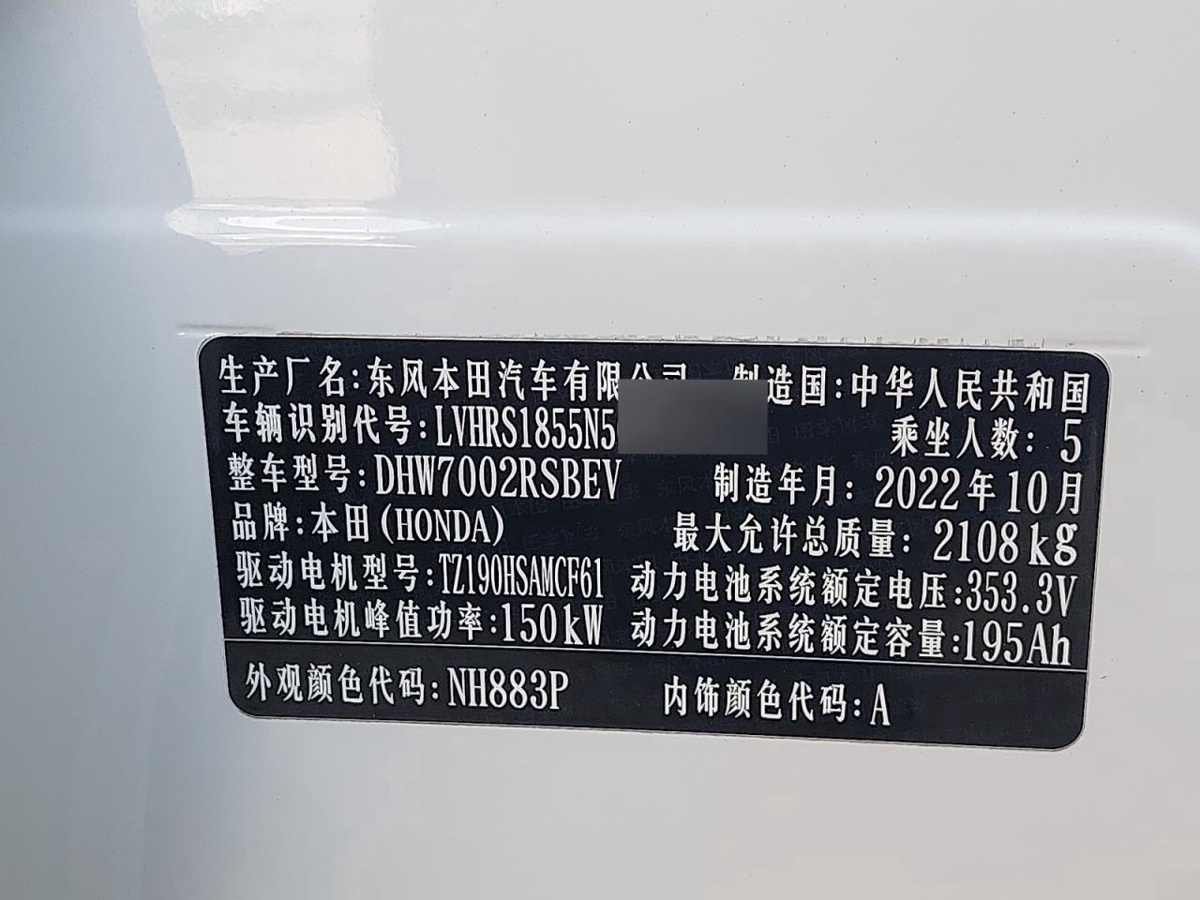 生产厂名:东风本田汽车有限公司 制造国:中华人民共和国
车辆识别代号:LVHRS1855N5 乘坐人数:5
整车型号:DHW7002RSBEV 制造年月:2022年10月
品牌:本田(HONDA) 最大允许总质量:2108kg
驱动电机型号:TZ190HSAMCF61 动力电池系统额定电压:353.3V
驱动电机峰值功率:150kW 动力电池系统额定容量:195Ah
外观颜色代码:NH883P 内饰颜色代码:A